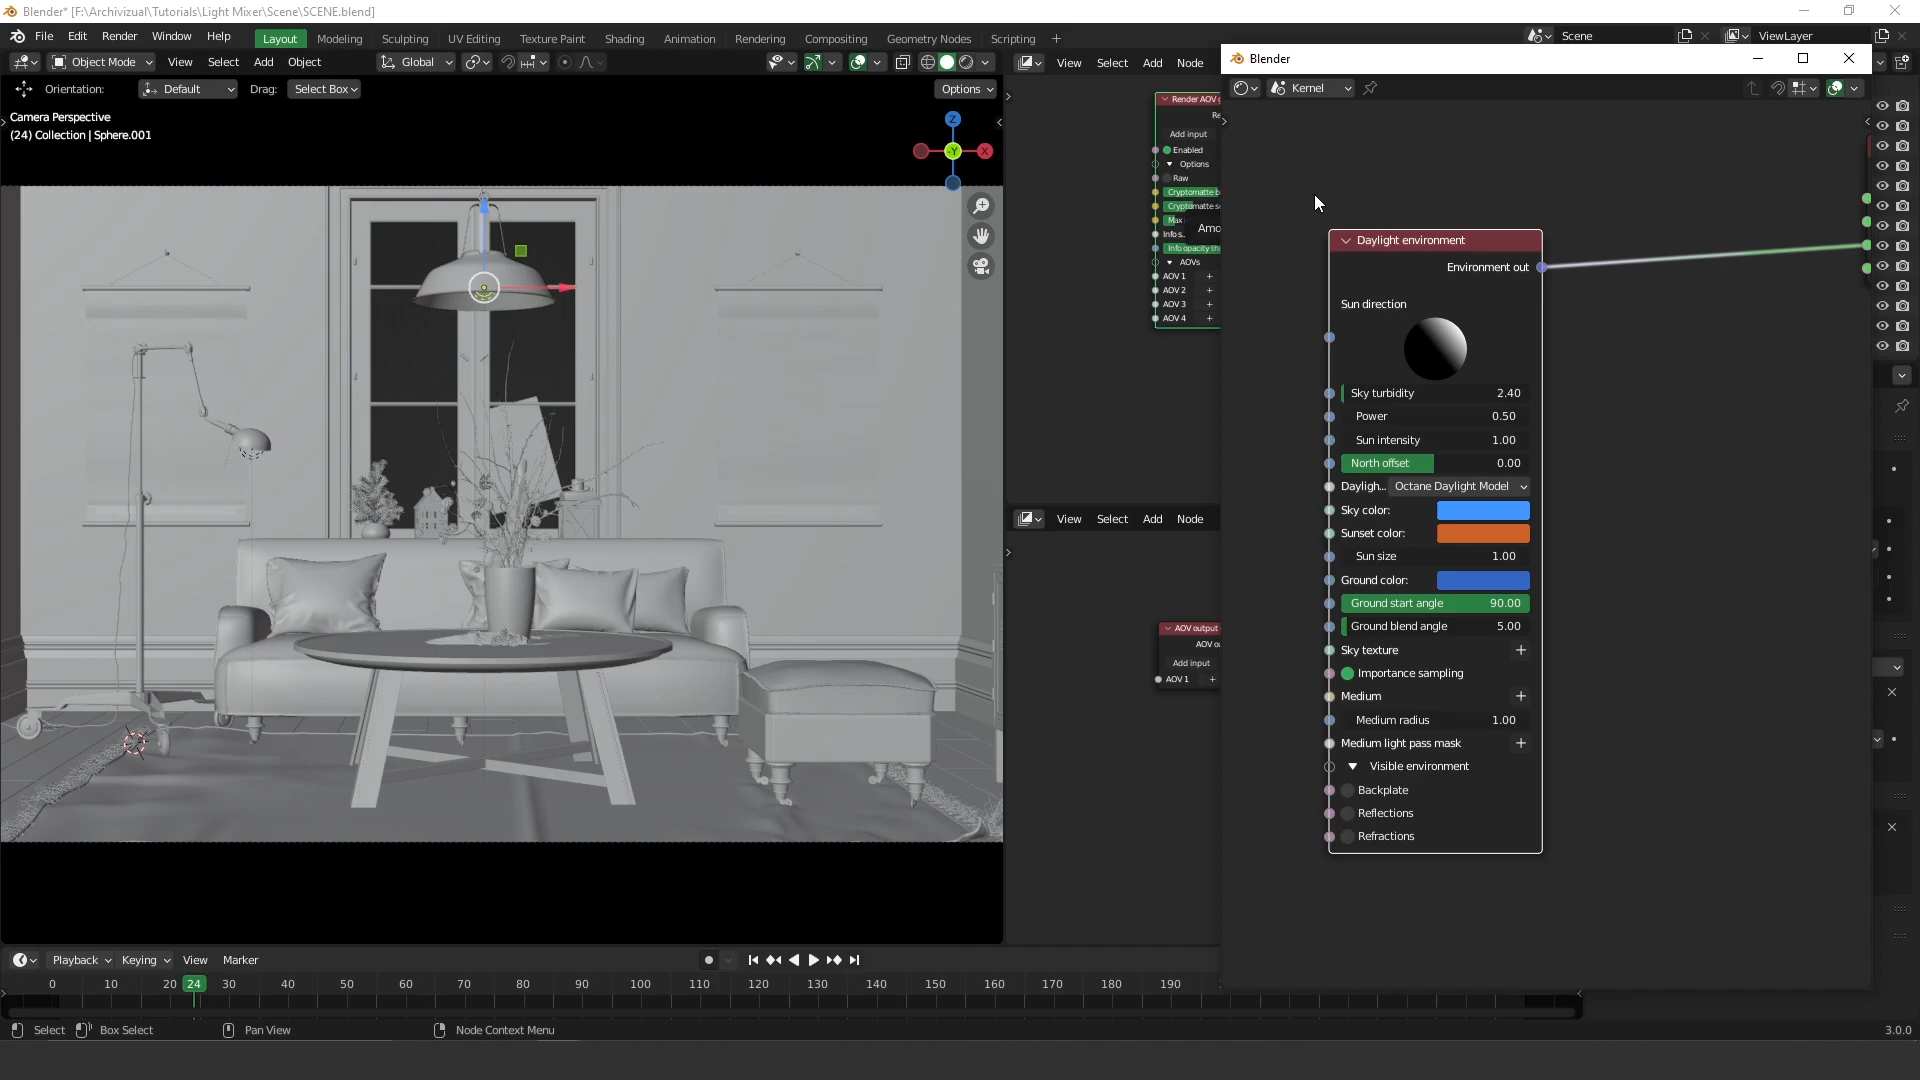 Blender* [F:\Archivizual\Tutorials\Light Mixer\Scene\SCENE.blend]
File Edit Render Window Help
Layout Modeling Sculpting UV Editing Texture Paint Shading Animation Rendering Compositing Geometry Nodes Scripting +
Scene
ViewLayer
Object Mode View Select Add Object
Global
View Select Add Node
Orientation: Default Drag: Select Box
Options
Camera Perspective
(24) Collection | Sphere.001
Z
-Y
X
Render AOV
Add input
Enabled
Options
Raw
Cryptomatte
Cryptomatte
Max
Amo
Info opacity
AOVs
AOV 1 +
AOV 2 +
AOV 3 +
AOV 4 +
View Select Add Node
AOV output
Add input
AOV 1 +
Blender
Kernel
Daylight environment
Environment out
Sun direction
Sky turbidity 2.40
Power 0.50
Sun intensity 1.00
North offset 0.00
Dayligh... Octane Daylight Model
Sky color:
Sunset color:
Sun size 1.00
Ground color:
Ground start angle 90.00
Ground blend angle 5.00
Sky texture +
Importance sampling
Medium +
Medium radius 1.00
Medium light pass mask +
Visible environment
Backplate
Reflections
Refractions
Playback Keying View Marker
0 10 20 24 30 40 50 60 70 80 90 100 110 120 130 140 150 160 170 180 190
Select Box Select Pan View Node Context Menu
3.0.0